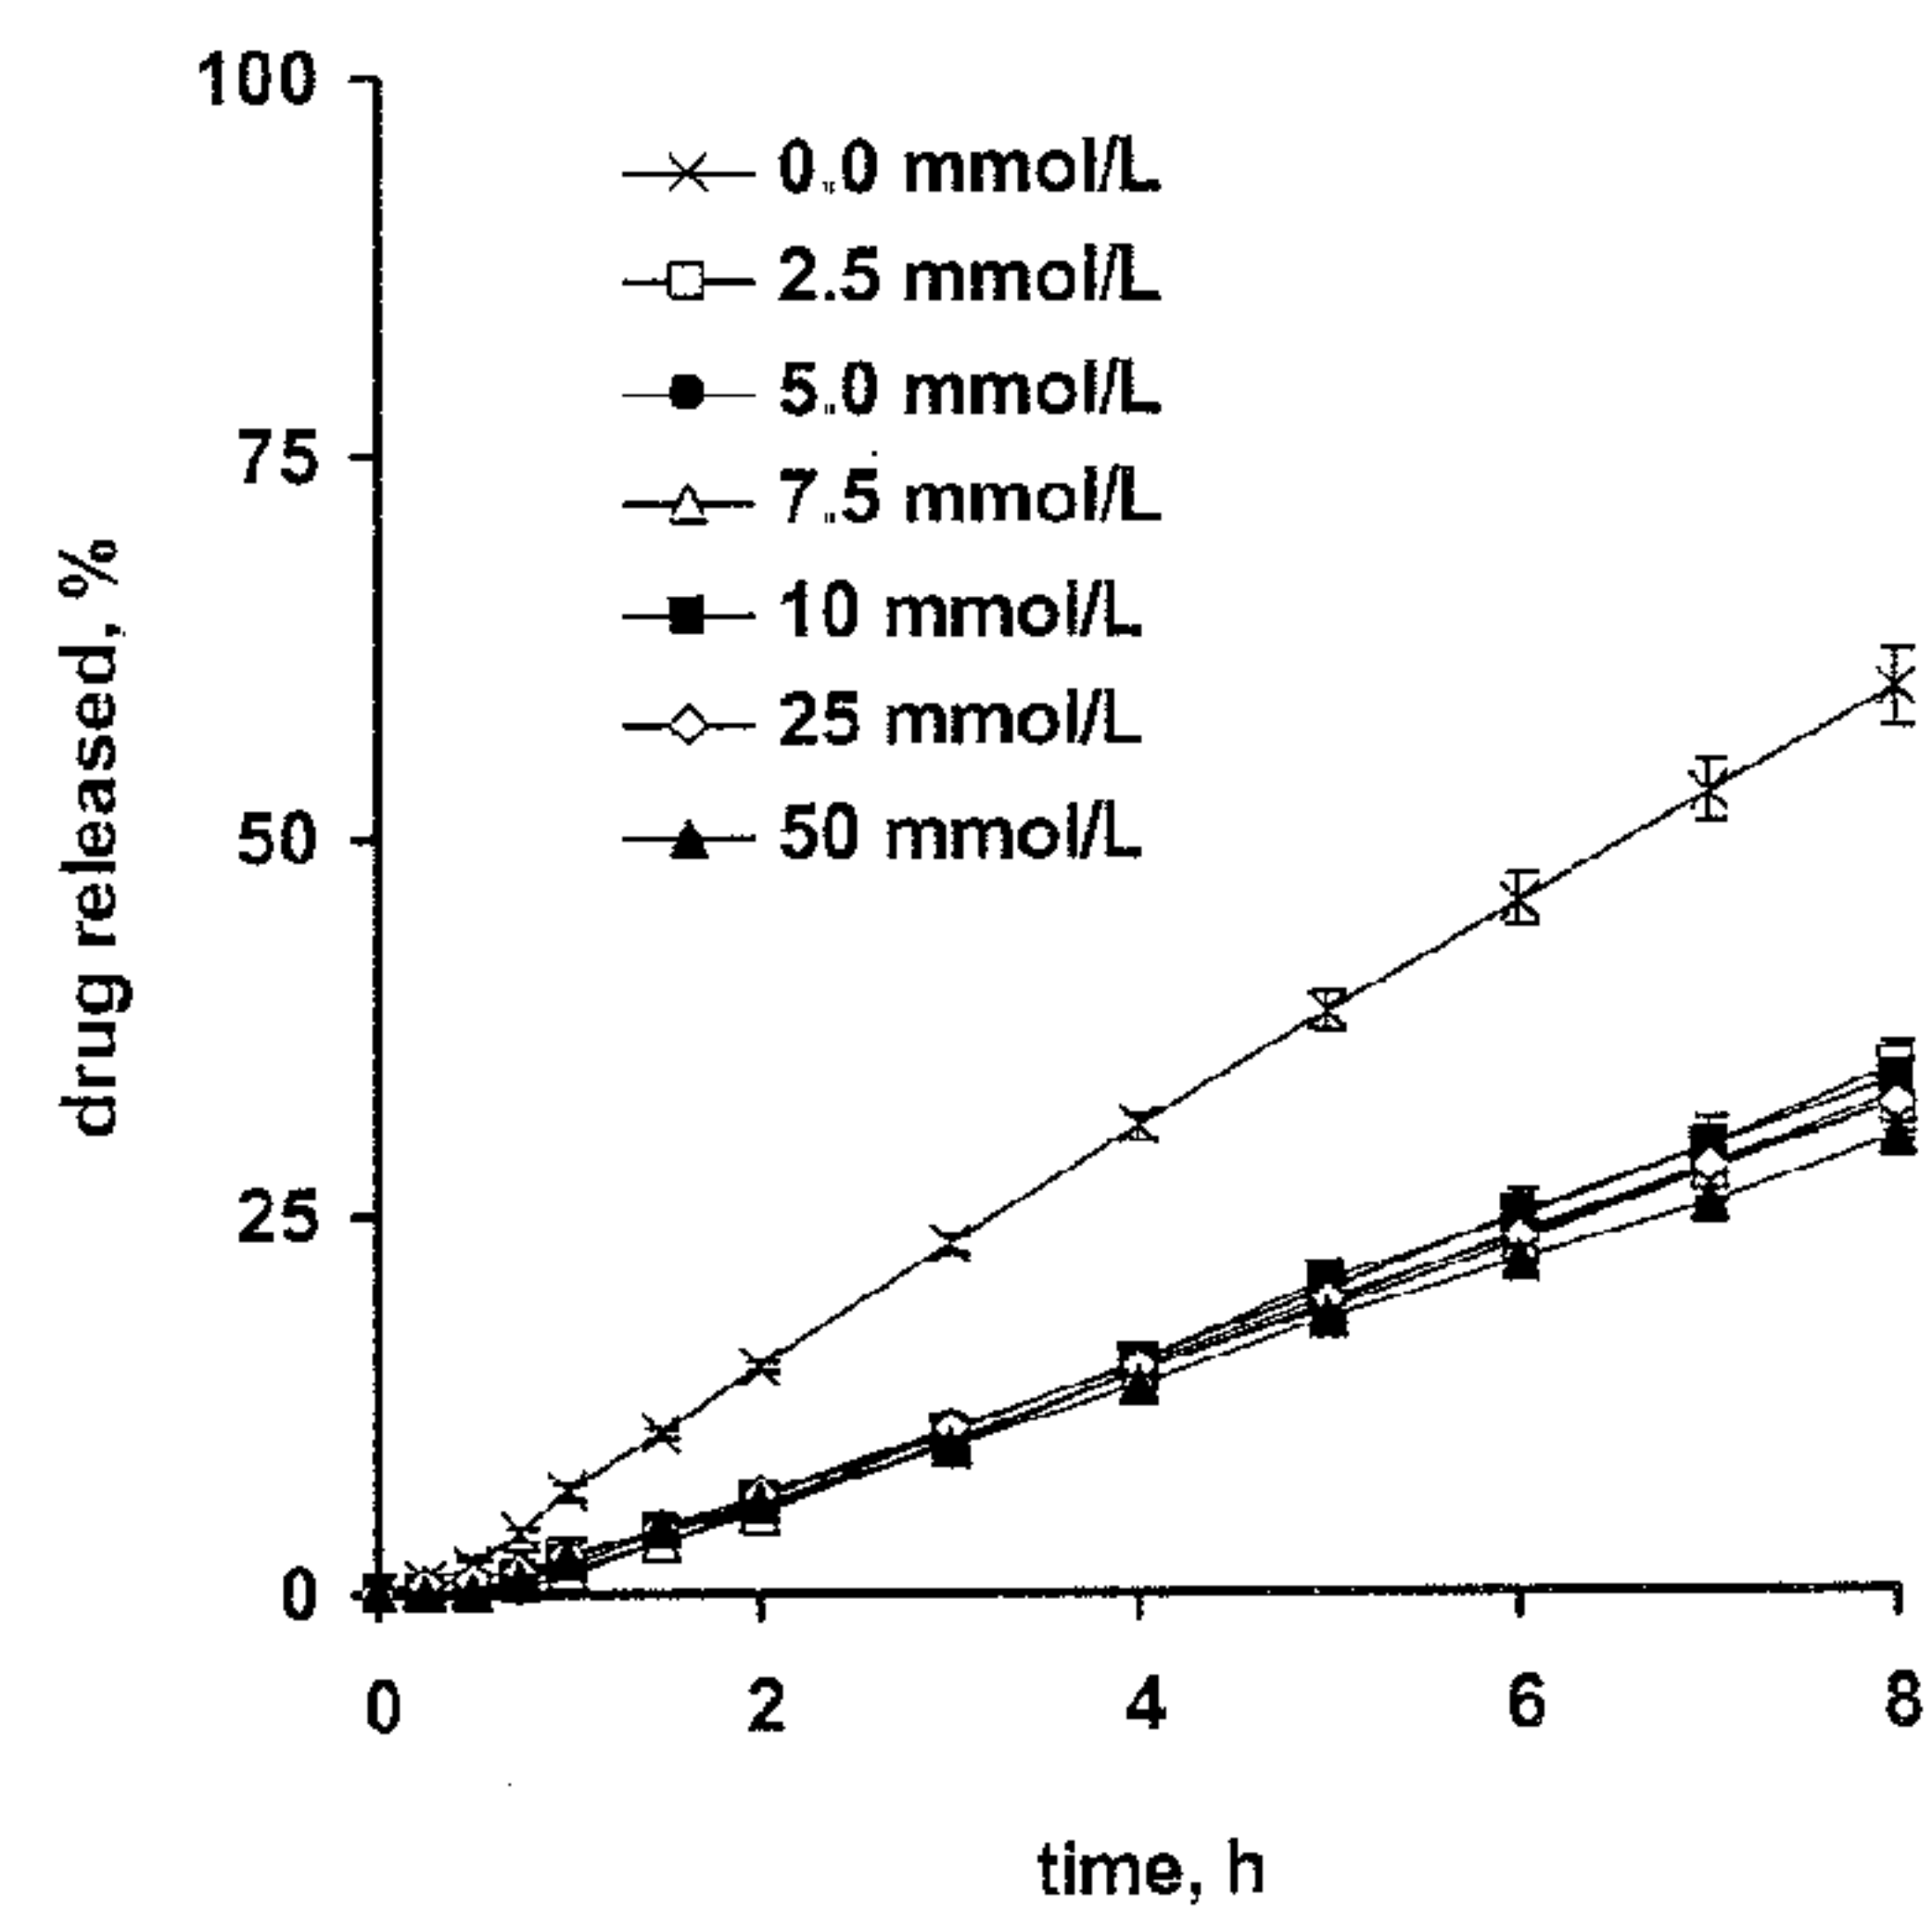 100
75
50
25
0
drug released, %
0.0 mmol/L
2.5 mmol/L
5.0 mmol/L
7.5 mmol/L
10 mmol/L
25 mmol/L
50 mmol/L
0 2 4 6 8
time, h